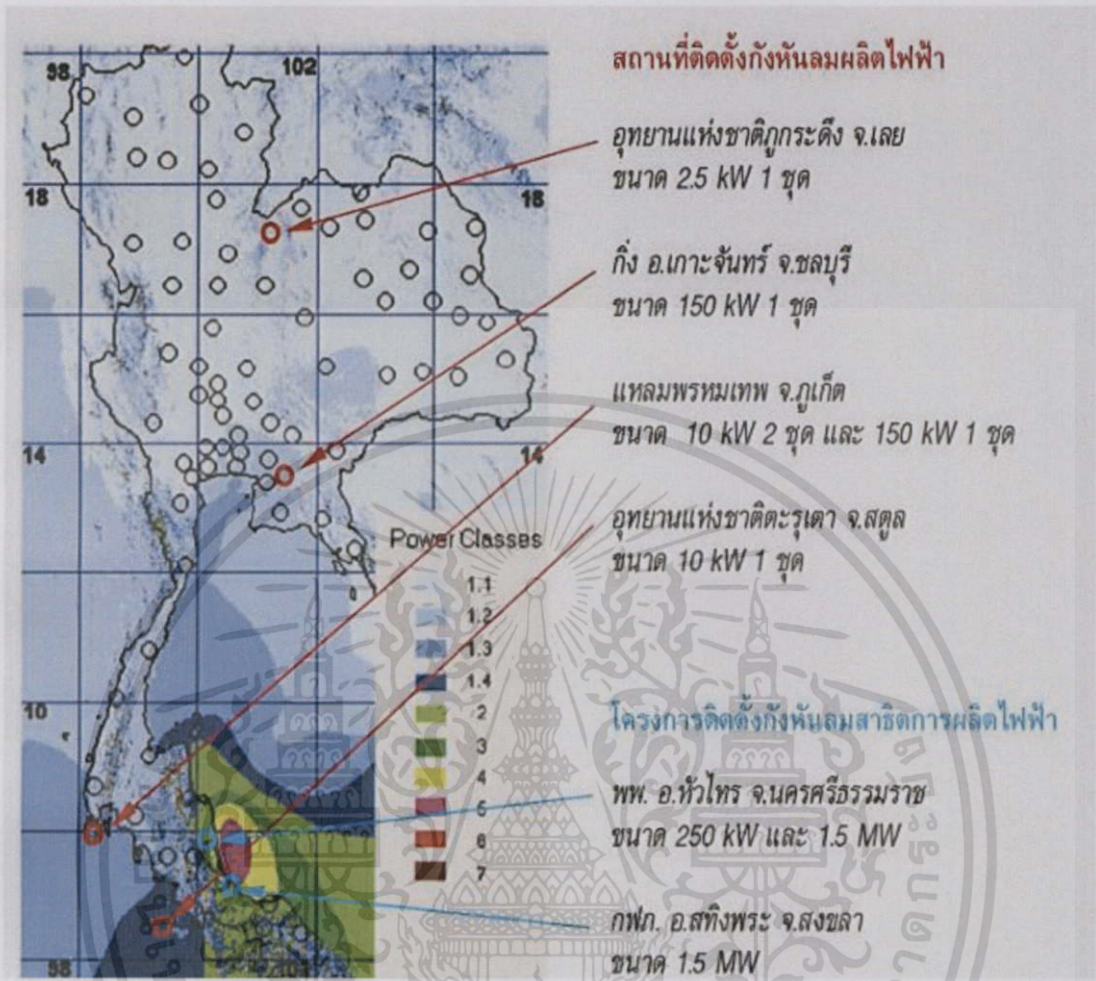 98
102
18
18
14
14
10
98
สถานที่ติดตั้งกังหันลมผลิตไฟฟ้า
อุทยานแห่งชาติภูกระดึง จ.เลย
ขนาด 2.5 kW 1 ชุด
กิ่ง อ.เกาะจันทร์ จ.ชลบุรี
ขนาด 150 kW 1 ชุด
แหลมพรหมเทพ จ.ภูเก็ต
ขนาด 10 kW 2 ชุด และ 150 kW 1 ชุด
อุทยานแห่งชาติตะรุเตา จ.สตูล
ขนาด 10 kW 1 ชุด
Power Classes
1.1
1.2
1.3
1.4
2
3
4
5
6
7
โครงการติดตั้งกังหันลมสาธิตการผลิตไฟฟ้า
พพ. อ.หัวไทร จ.นครศรีธรรมราช
ขนาด 250 kW และ 1.5 MW
กฟภ. อ.สทิงพระ จ.สงขลา
ขนาด 1.5 MW